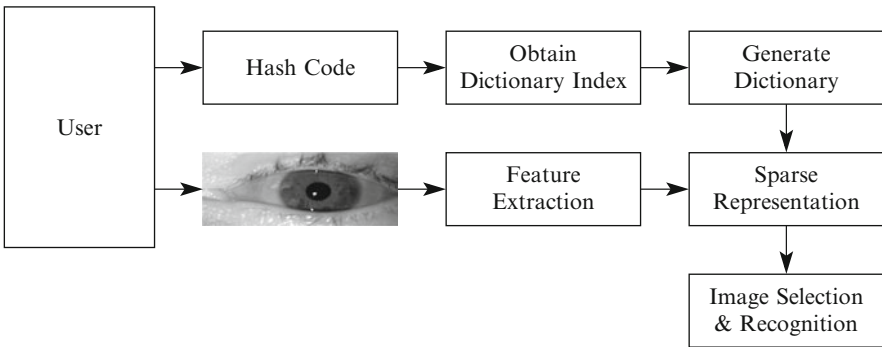 User
Hash Code
Obtain
Dictionary Index
Generate
Dictionary
Feature
Extraction
Sparse
Representation
Image Selection
& Recognition